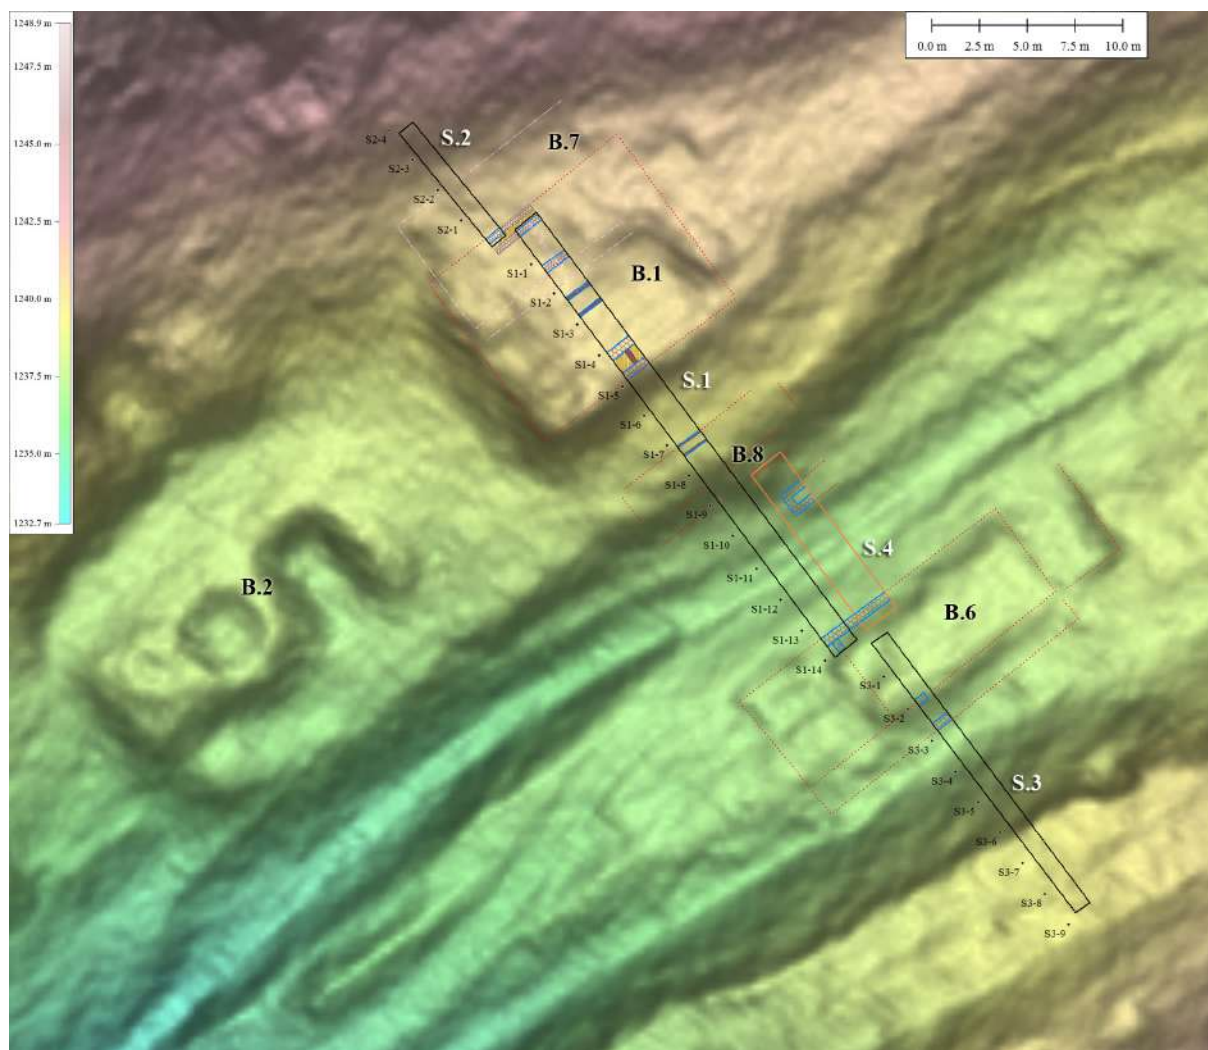 1248.9 m
1247.5 m
1245.0 m
1242.5 m
1240.0 m
1237.5 m
1235.0 m
1232.7 m
0.0 m 2.5 m 5.0 m 7.5 m 10.0 m
S2-4
S.2
B.7
S2-3
S2-2
S2-1
S1-1
B.1
S1-2
S1-3
S1-4
S.1
S1-5
S1-6
S1-7
B.8
S1-8
S1-9
S1-10
S.4
S1-11
B.2
S1-12
B.6
S1-13
S1-14
S3-1
S3-2
S3-3
S3-4
S.3
S3-5
S3-6
S3-7
S3-8
S3-9